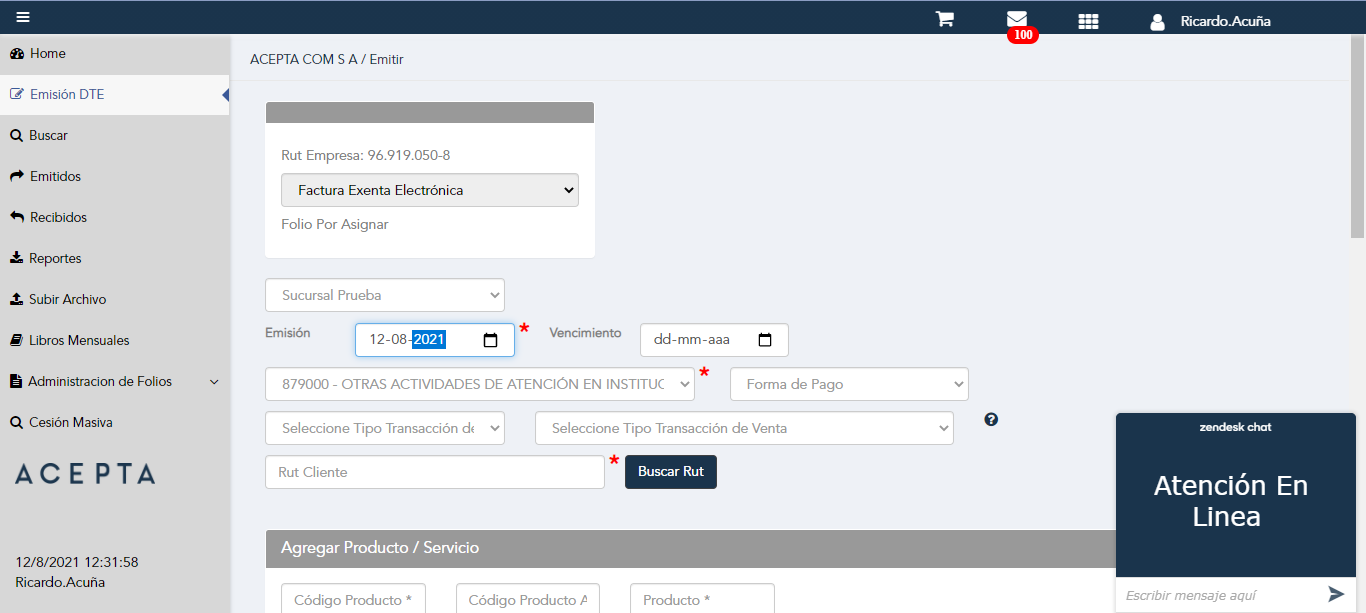 100
Ricardo.Acuña
Home
Emisión DTE
Buscar
Emitidos
Recibidos
Reportes
Subir Archivo
Libros Mensuales
Administracion de Folios
Cesión Masiva
ACEPTA
12/8/2021 12:31:58
Ricardo.Acuña
ACEPTA COM S A / Emitir
Rut Empresa: 96.919.050-8
Factura Exenta Electrónica
Folio Por Asignar
Sucursal Prueba
Emisión 12-08-2021 * Vencimiento dd-mm-aaa
879000 - OTRAS ACTIVIDADES DE ATENCIÓN EN INSTITUC * Forma de Pago
Seleccione Tipo Transacción de Seleccione Tipo Transacción de Venta ?
Rut Cliente * Buscar Rut
Agregar Producto / Servicio
Código Producto * Código Producto A Producto *
zendesk chat
Atención En
Linea
Escribir mensaje aquí